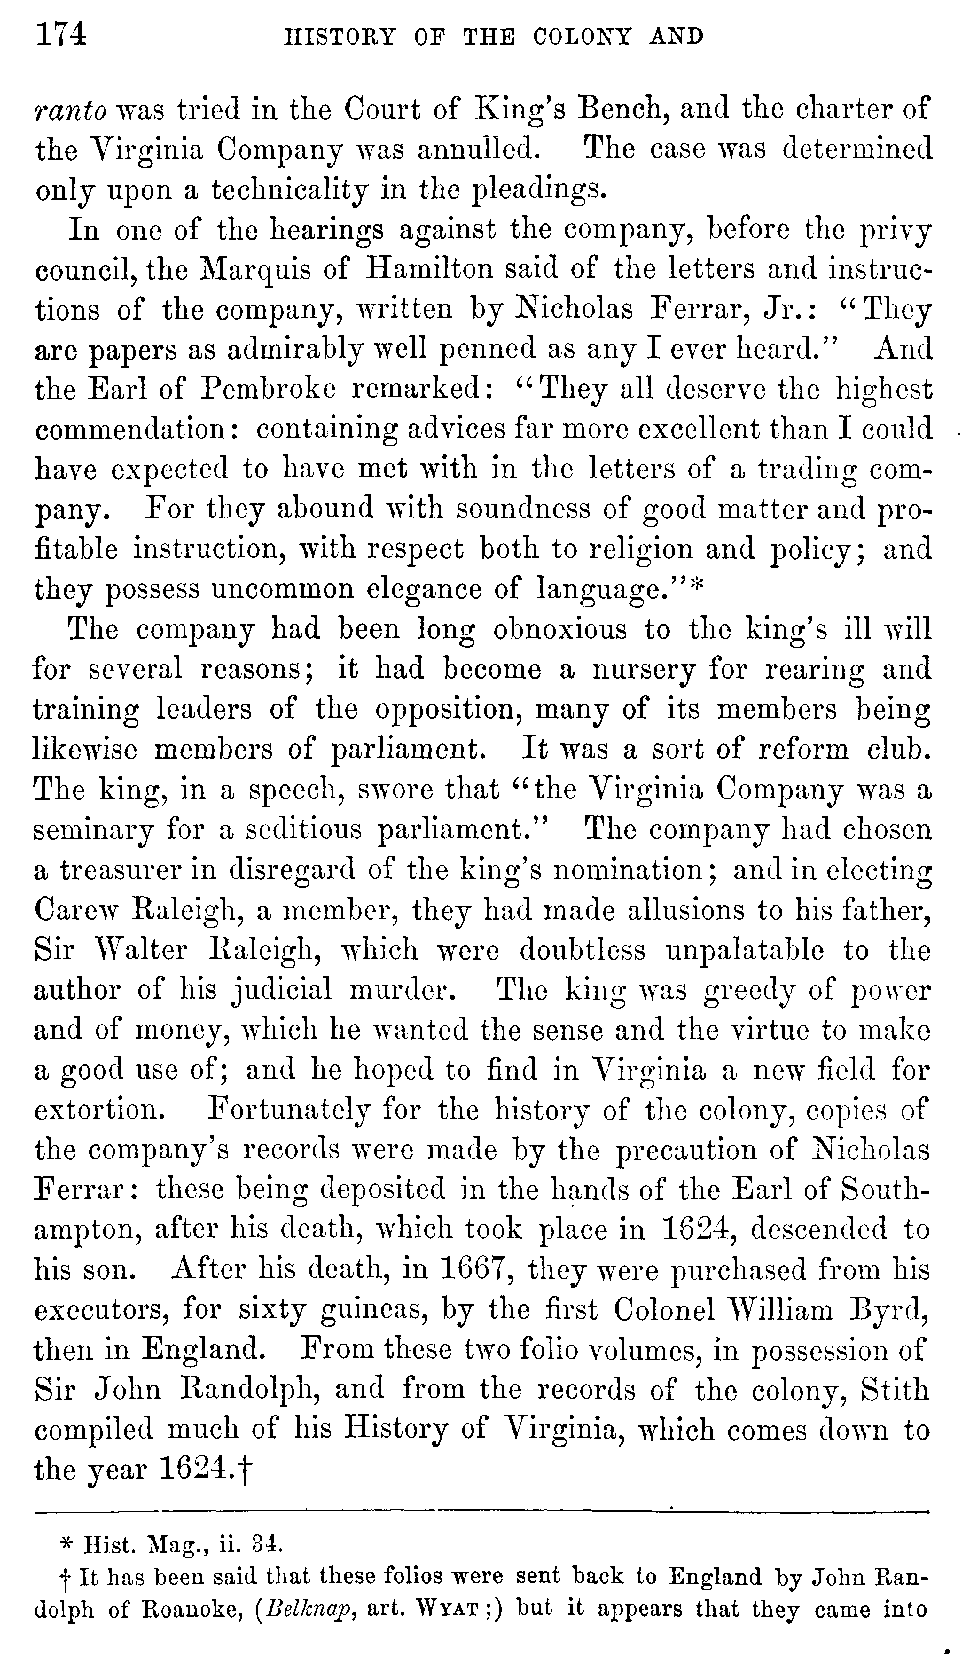 174 HISTORY OF THE COLONY AND
ranto was tried in the Court of King's Bench, and the charter of
the Virginia Company was annulled. The case was determined
only upon a technicality in the pleadings.
In one of the hearings against the company, before the privy
council, the Marquis of Hamilton said of the letters and instruc-
tions of the company, written by Nicholas Ferrar, Jr.: "They
are papers as admirably well penned as any I ever heard." And
the Earl of Pembroke remarked: "They all deserve the highest
commendation: containing advices far more excellent than I could
have expected to have met with in the letters of a trading com-
pany. For they abound with soundness of good matter and pro-
fitable instruction, with respect both to religion and policy; and
they possess uncommon elegance of language."*
The company had been long obnoxious to the king's ill will
for several reasons; it had become a nursery for rearing and
training leaders of the opposition, many of its members being
likewise members of parliament. It was a sort of reform club.
The king, in a speech, swore that "the Virginia Company was a
seminary for a seditious parliament." The company had chosen
a treasurer in disregard of the king's nomination; and in electing
Carew Raleigh, a member, they had made allusions to his father,
Sir Walter Raleigh, which were doubtless unpalatable to the
author of his judicial murder. The king was greedy of power
and of money, which he wanted the sense and the virtue to make
a good use of; and he hoped to find in Virginia a new field for
extortion. Fortunately for the history of the colony, copies of
the company's records were made by the precaution of Nicholas
Ferrar: these being deposited in the hands of the Earl of South-
ampton, after his death, which took place in 1624, descended to
his son. After his death, in 1667, they were purchased from his
executors, for sixty guineas, by the first Colonel William Byrd,
then in England. From these two folio volumes, in possession of
Sir John Randolph, and from the records of the colony, Stith
compiled much of his History of Virginia, which comes down to
the year 1624.†
* Hist. Mag., ii. 34.
† It has been said that these folios were sent back to England by John Ran-
dolph of Roanoke, (Belknap, art. WYAT;) but it appears that they came into